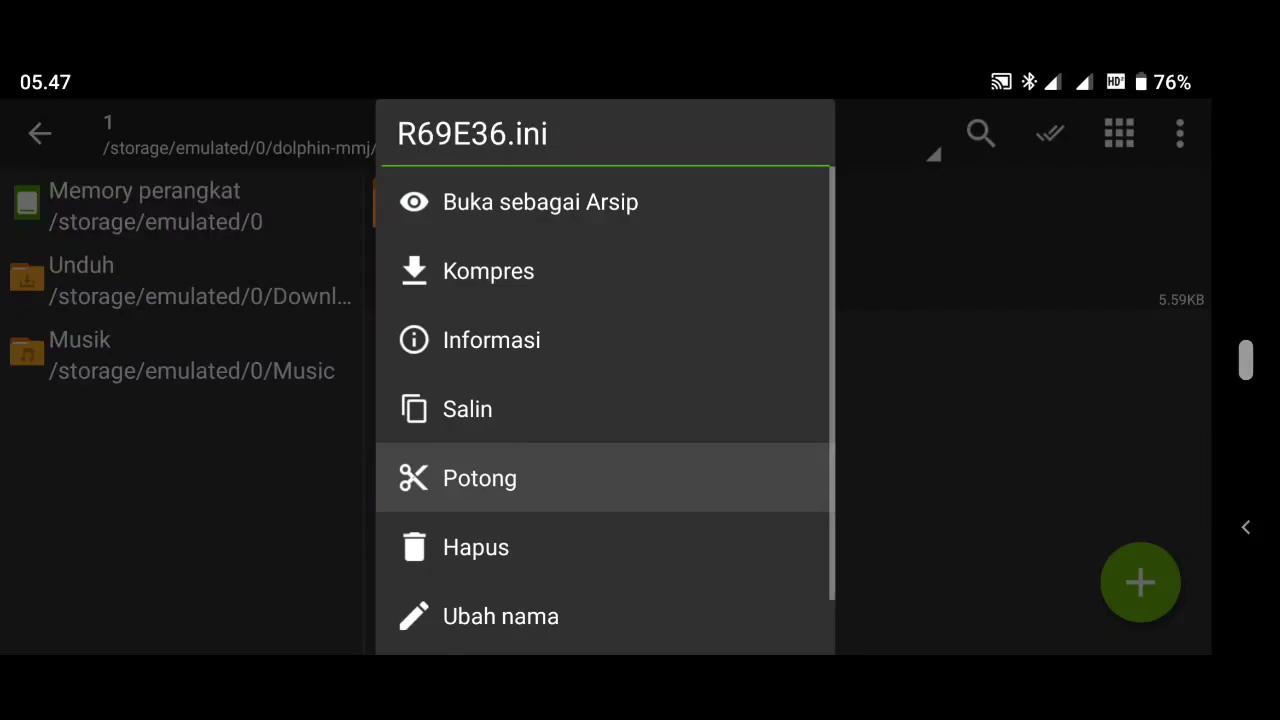 05.47
HD² 76%
1
/storage/emulated/0/dolphin-mmj/
Memory perangkat
/storage/emulated/0
Unduh
/storage/emulated/0/Downl...
Musik
/storage/emulated/0/Music
R69E36.ini
Buka sebagai Arsip
Kompres
Informasi
Salin
Potong
Hapus
Ubah nama
5.59KB